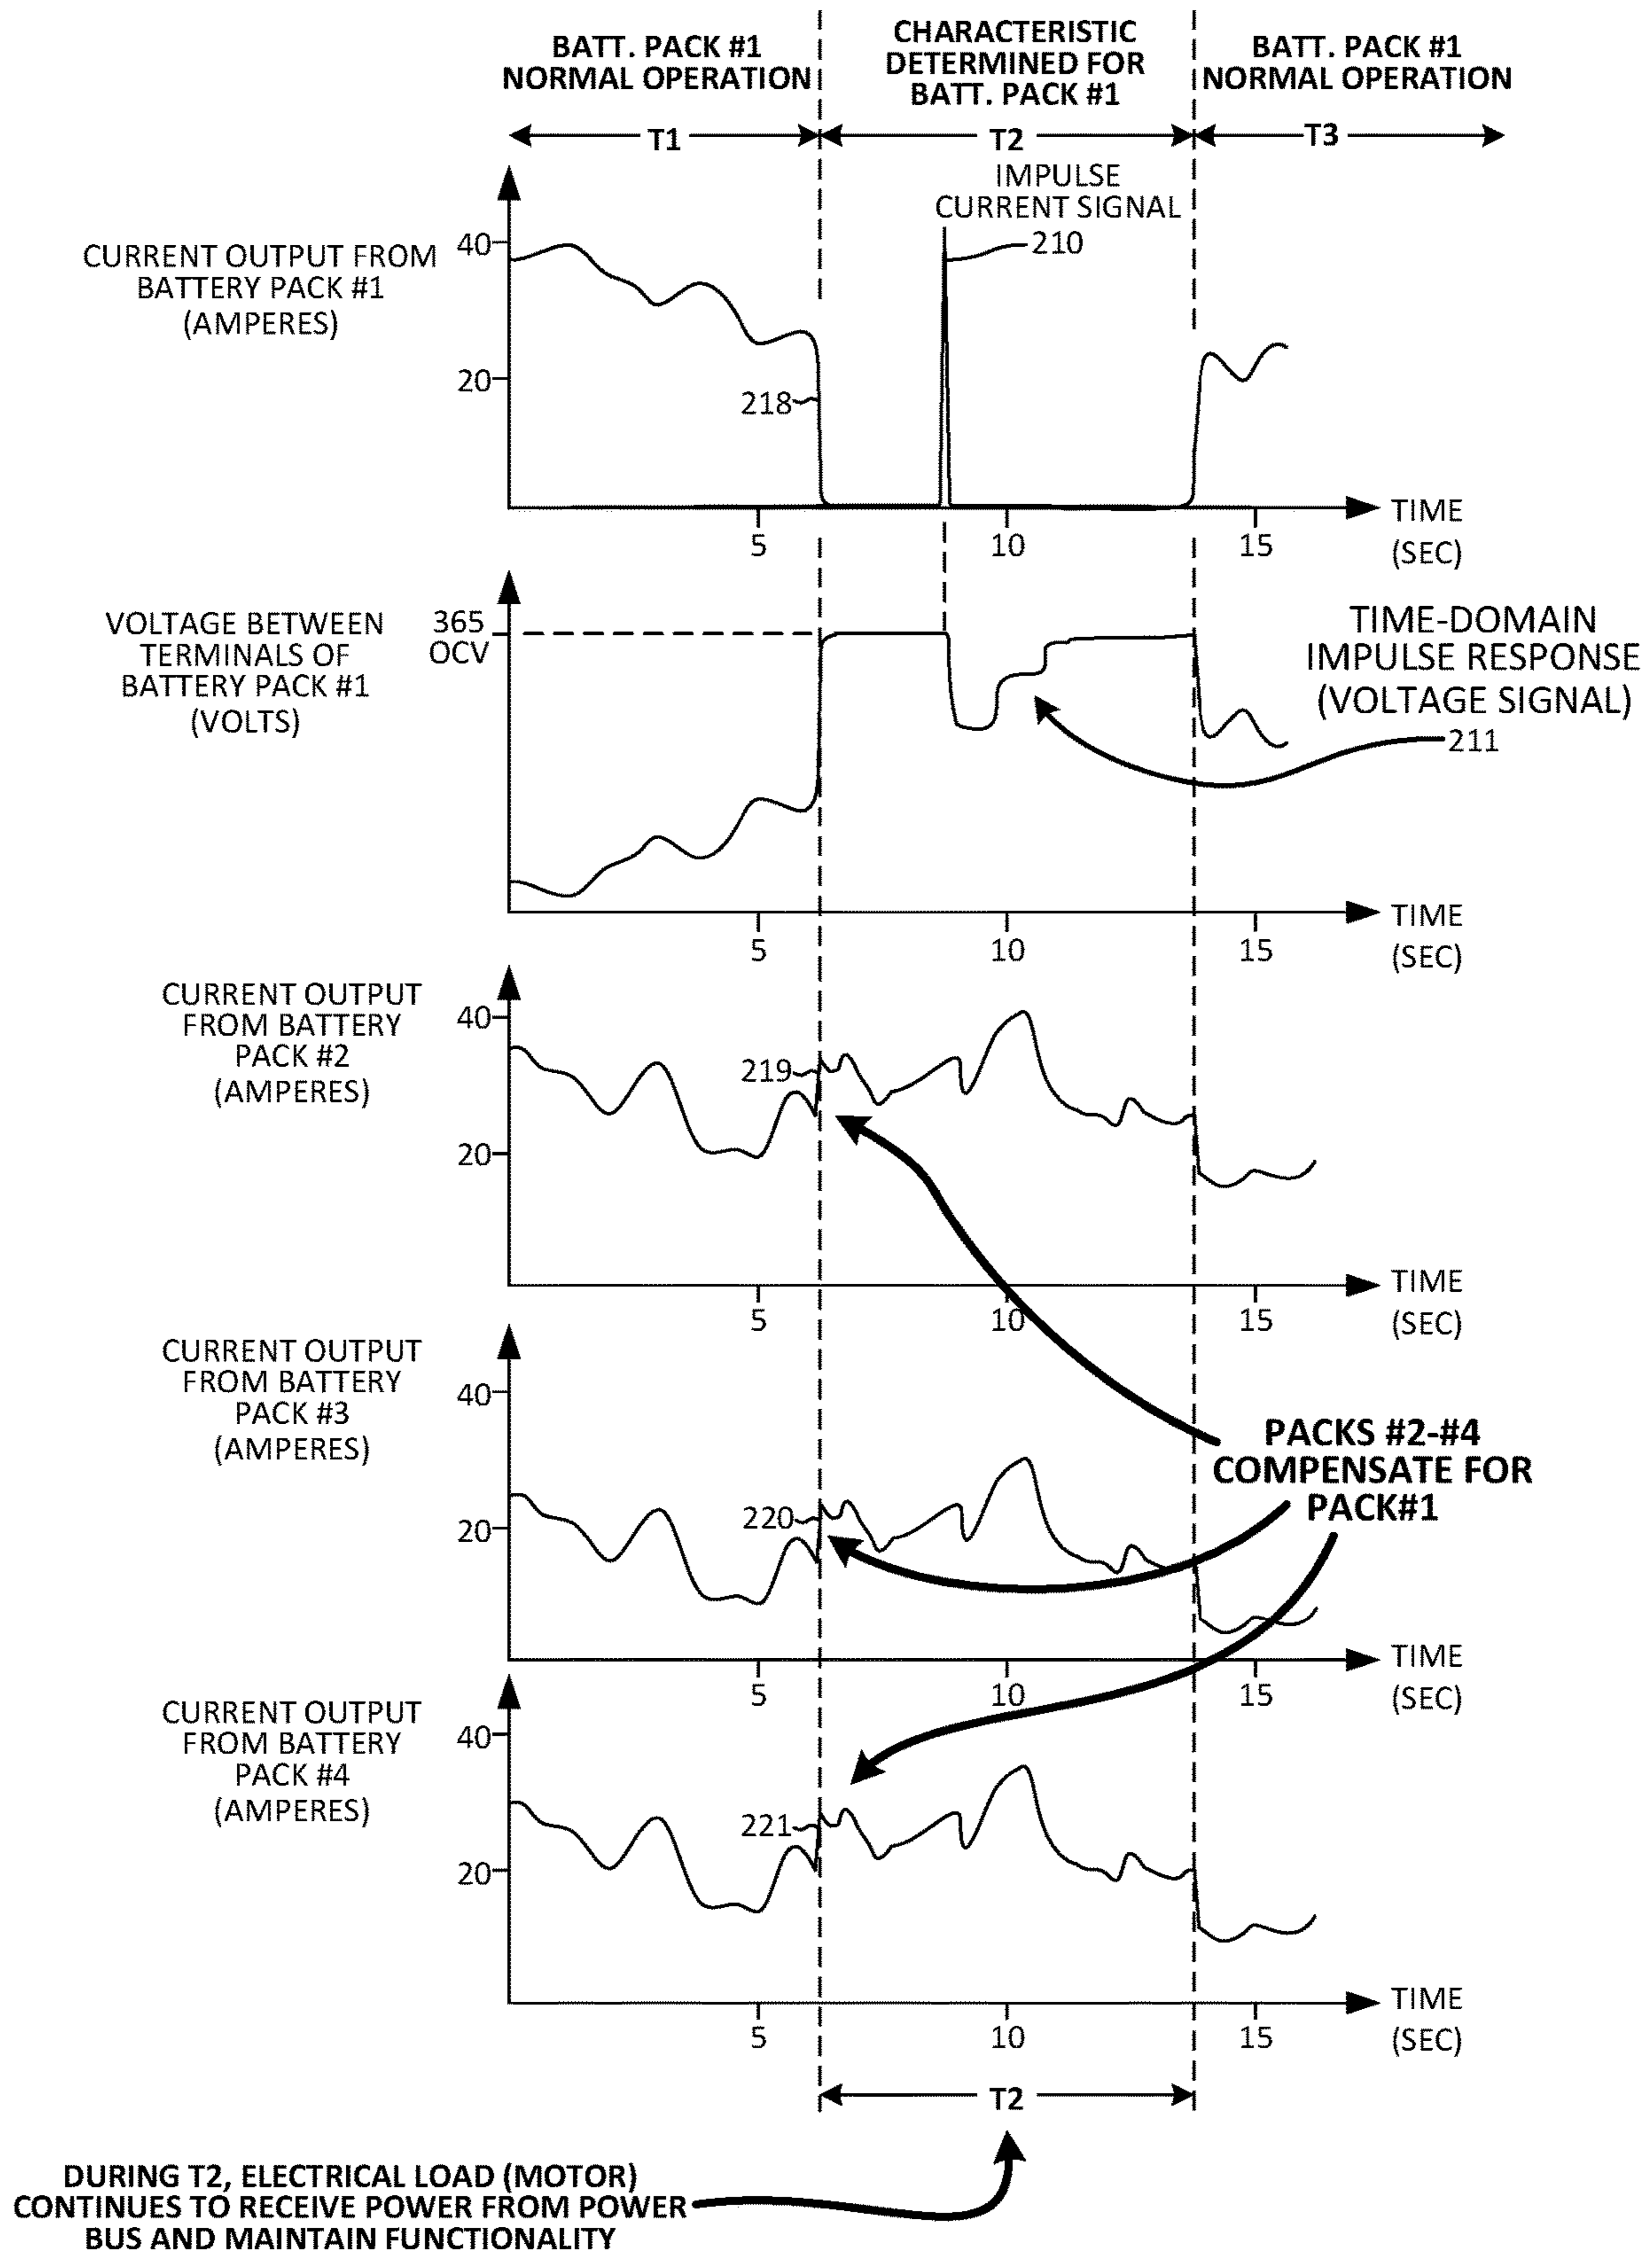 BATT. PACK #1
NORMAL OPERATION
CHARACTERISTIC
DETERMINED FOR
BATT. PACK #1
BATT. PACK #1
NORMAL OPERATION
T1
T2
T3
IMPULSE
CURRENT SIGNAL
210
CURRENT OUTPUT FROM
BATTERY PACK #1
(AMPERES)
40
20
218
5
10
15
TIME
(SEC)
VOLTAGE BETWEEN
TERMINALS OF
BATTERY PACK #1
(VOLTS)
365
OCV
TIME-DOMAIN
IMPULSE RESPONSE
(VOLTAGE SIGNAL)
211
5
10
15
TIME
(SEC)
CURRENT OUTPUT
FROM BATTERY
PACK #2
(AMPERES)
40
20
219
5
10
15
TIME
(SEC)
CURRENT OUTPUT
FROM BATTERY
PACK #3
(AMPERES)
40
20
220
PACKS #2-#4
COMPENSATE FOR
PACK#1
5
10
15
TIME
(SEC)
CURRENT OUTPUT
FROM BATTERY
PACK #4
(AMPERES)
40
20
221
5
10
15
TIME
(SEC)
T2
DURING T2, ELECTRICAL LOAD (MOTOR)
CONTINUES TO RECEIVE POWER FROM POWER
BUS AND MAINTAIN FUNCTIONALITY